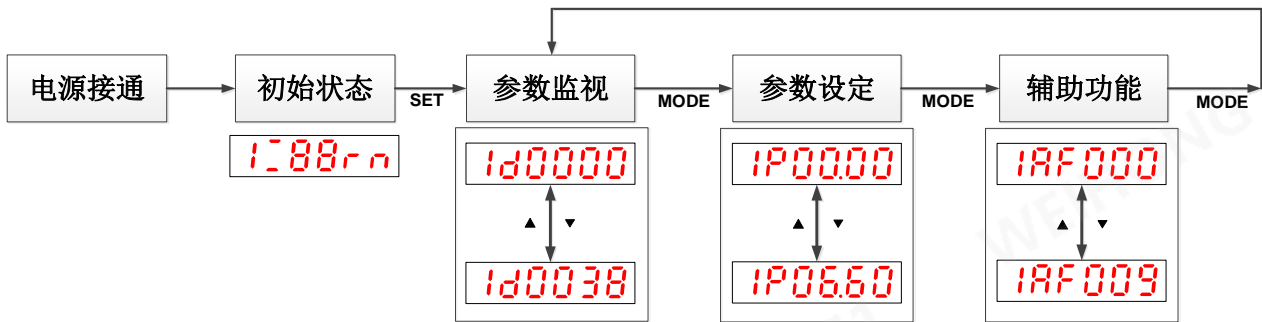 电源接通
初始状态
SET
参数监视
MODE
参数设定
MODE
辅助功能
MODE
1d0000
1P00.00
1AF000
▲ ▼
▲ ▼
▲ ▼
1d0038
1P06.60
1AF009